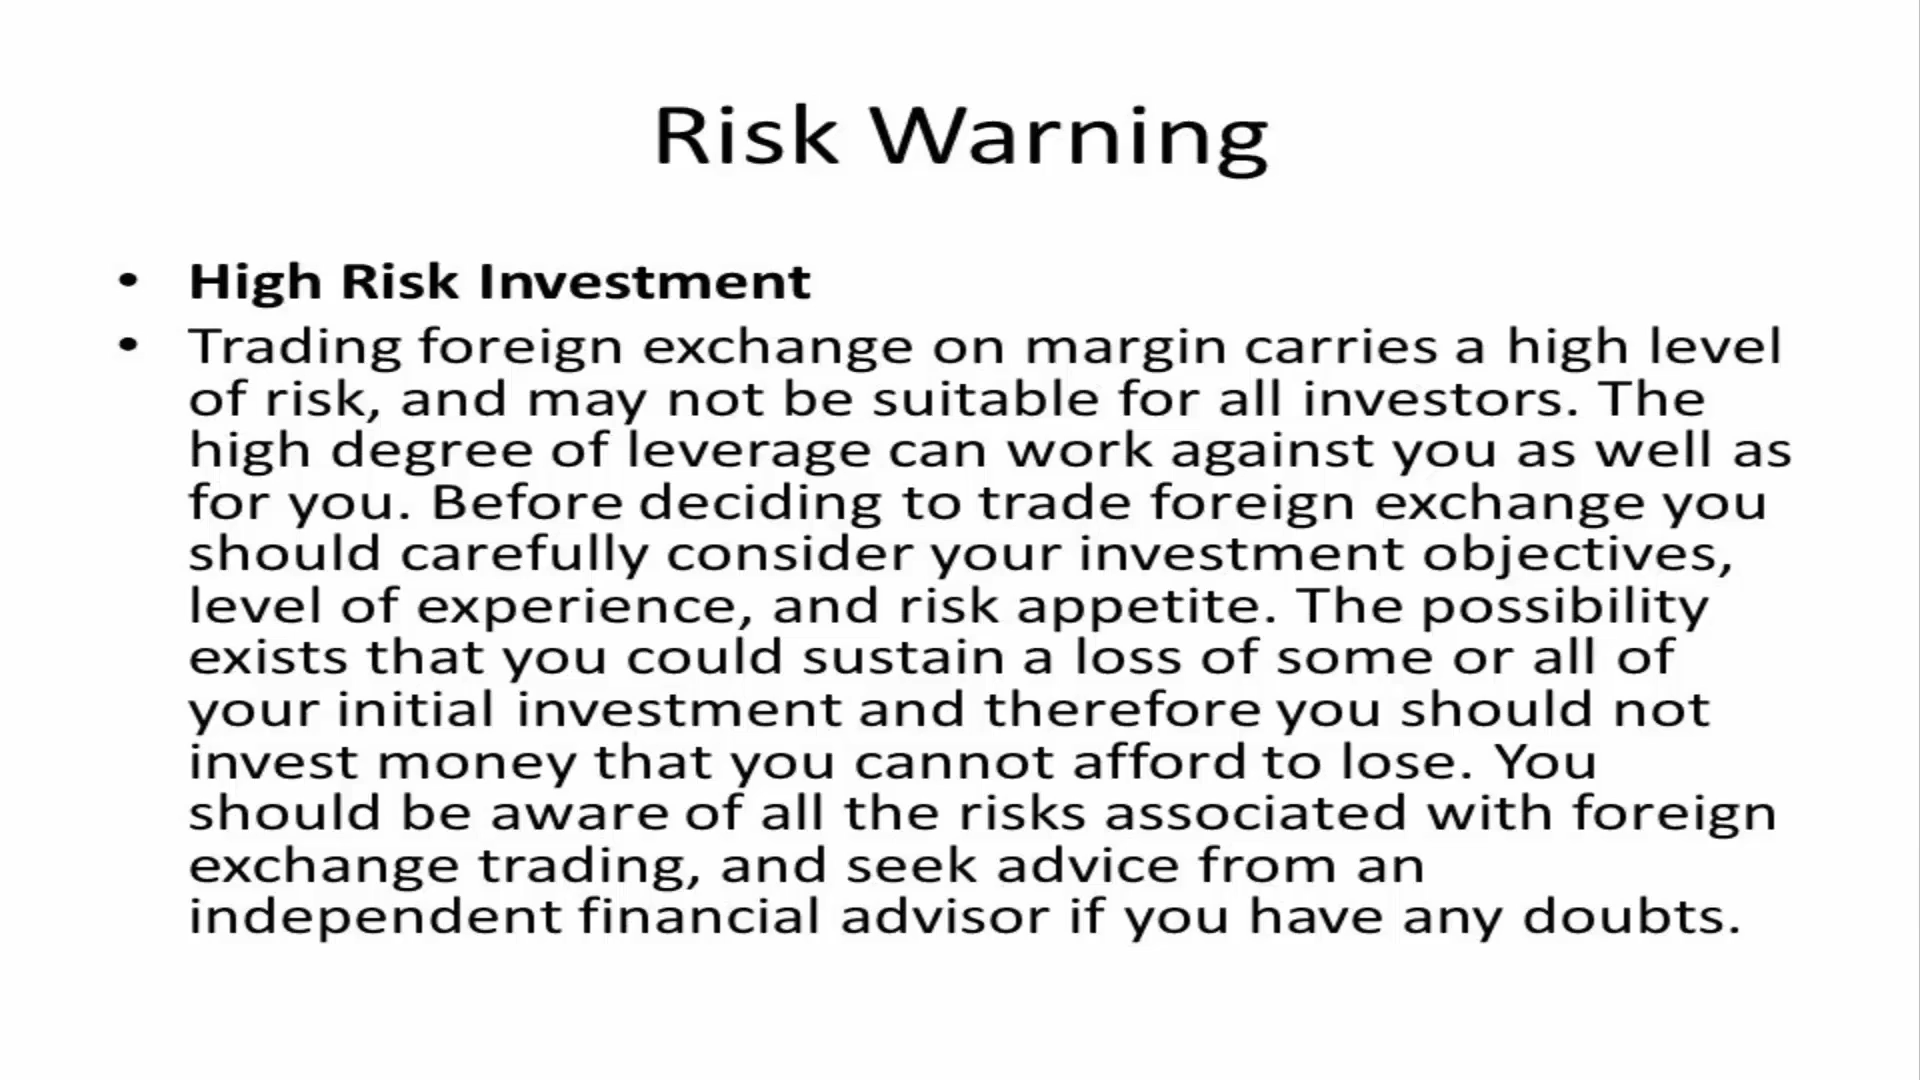 Risk Warning
• High Risk Investment
• Trading foreign exchange on margin carries a high level
of risk, and may not be suitable for all investors. The
high degree of leverage can work against you as well as
for you. Before deciding to trade foreign exchange you
should carefully consider your investment objectives,
level of experience, and risk appetite. The possibility
exists that you could sustain a loss of some or all of
your initial investment and therefore you should not
invest money that you cannot afford to lose. You
should be aware of all the risks associated with foreign
exchange trading, and seek advice from an
independent financial advisor if you have any doubts.